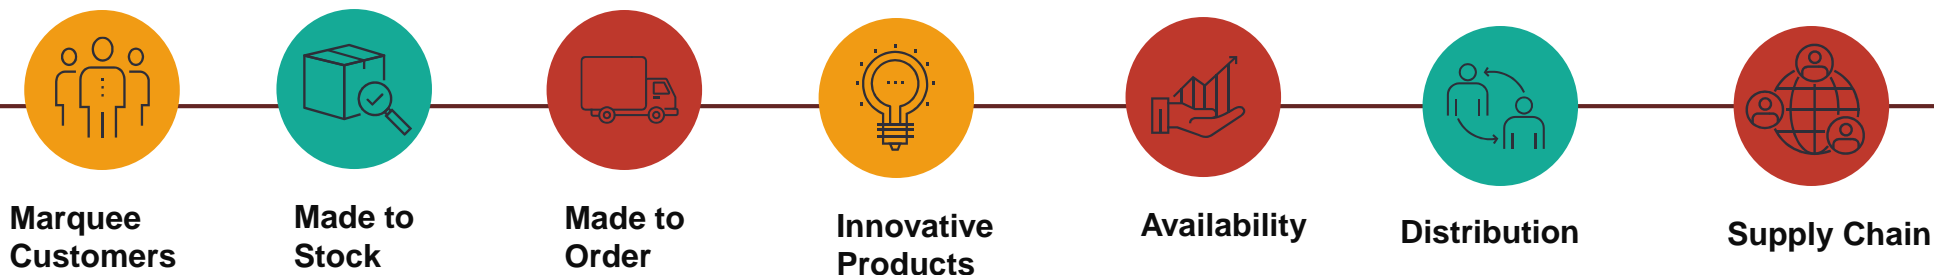 Marquee
Customers
Made to
Stock
Made to
Order
Innovative
Products
Availability
Distribution
Supply Chain